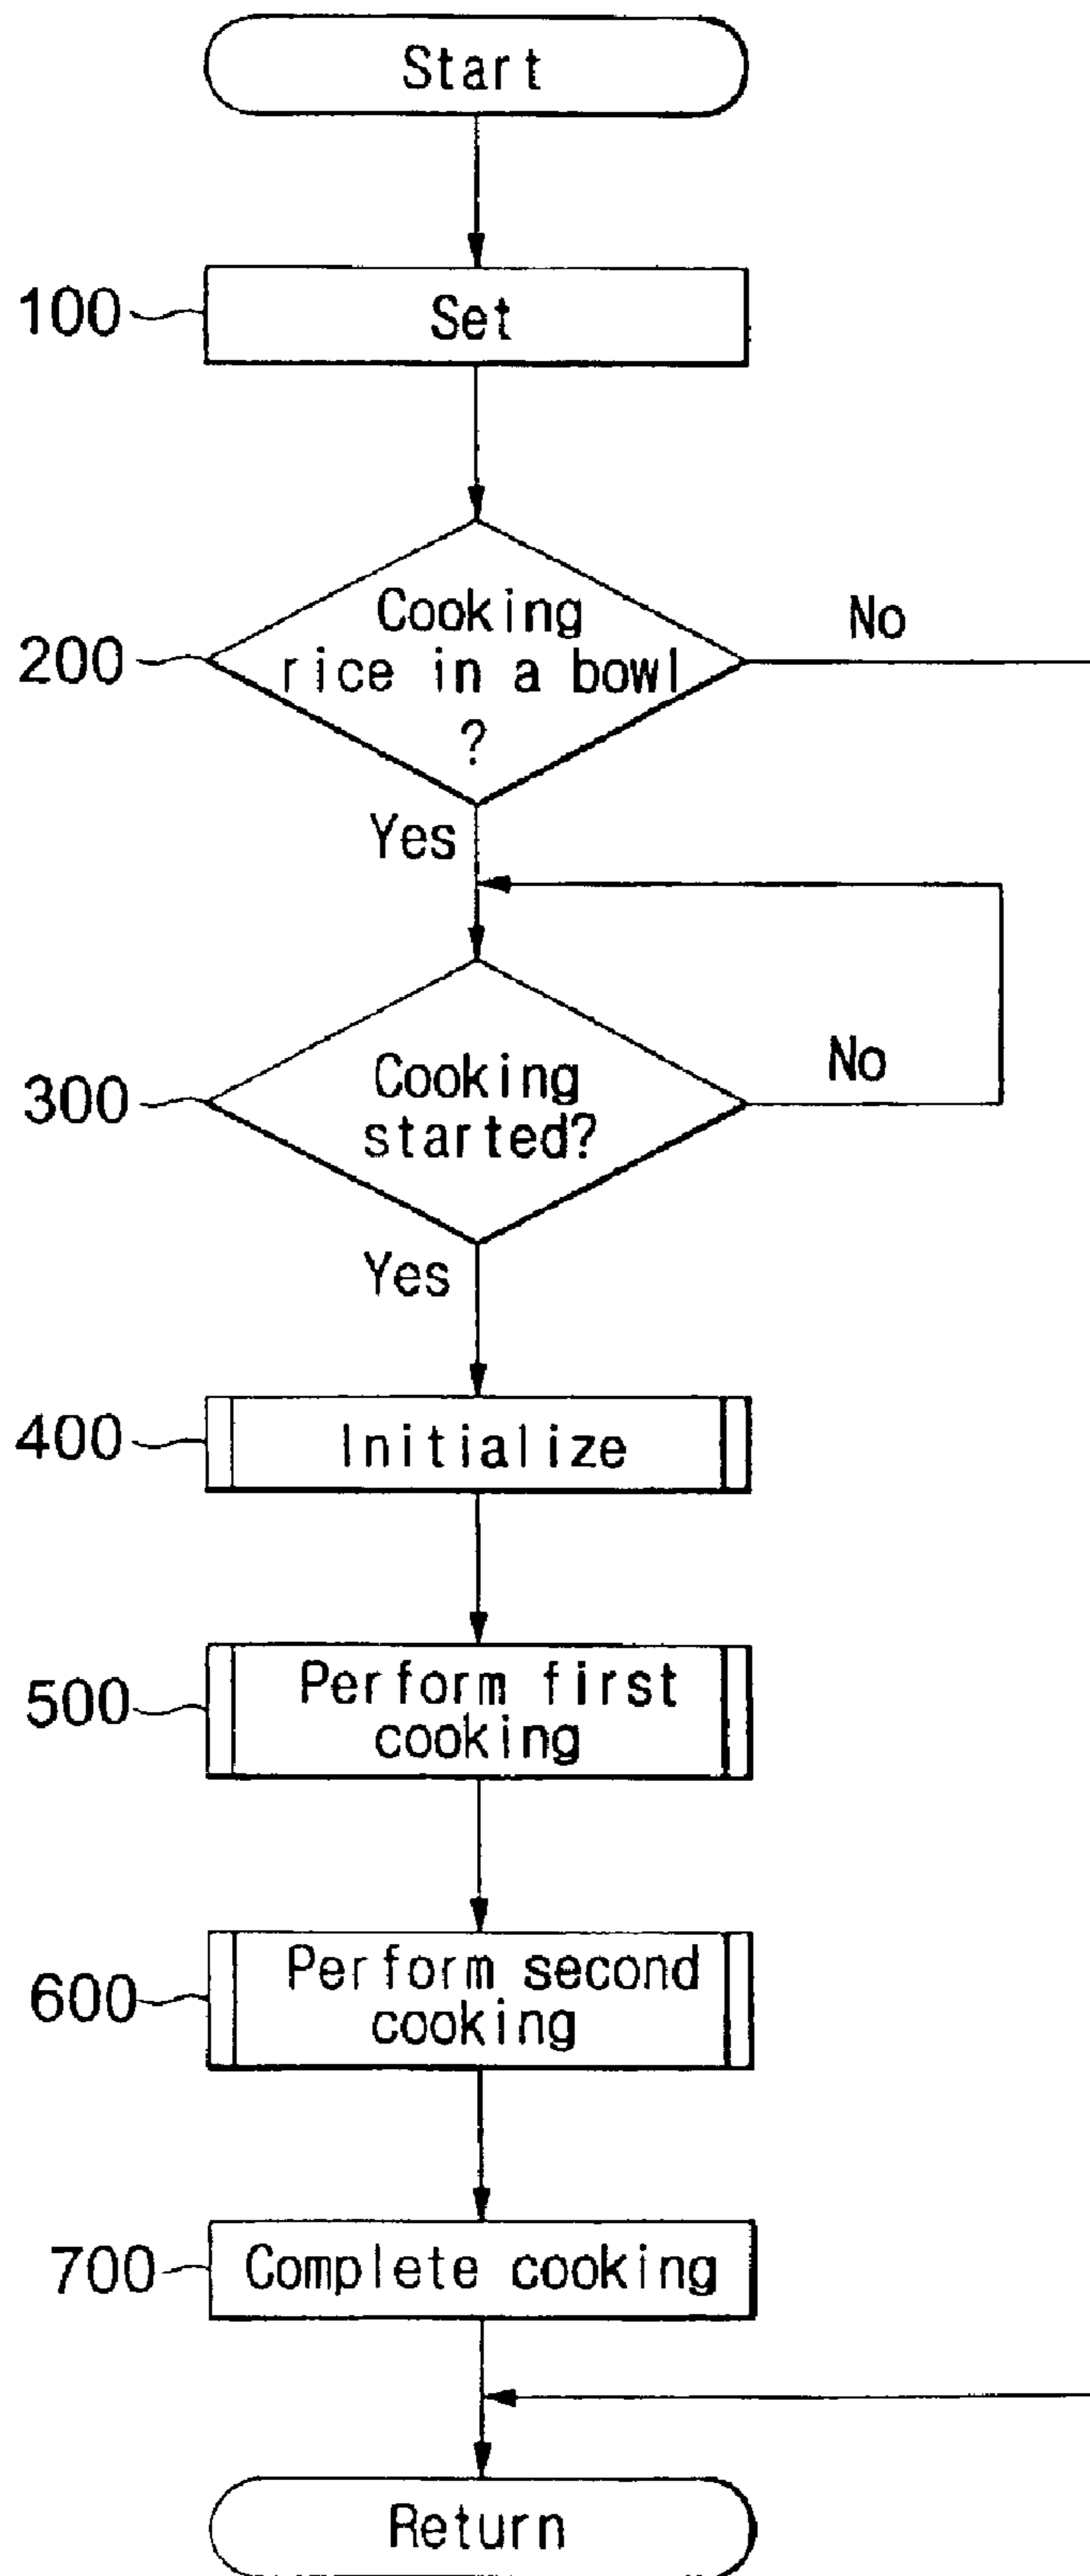 Start
100
Set
200
Cooking
rice in a bowl
?
No
Yes
300
Cooking
started?
No
Yes
400
Initialize
500
Perform first
cooking
600
Perform second
cooking
700
Complete cooking
Return